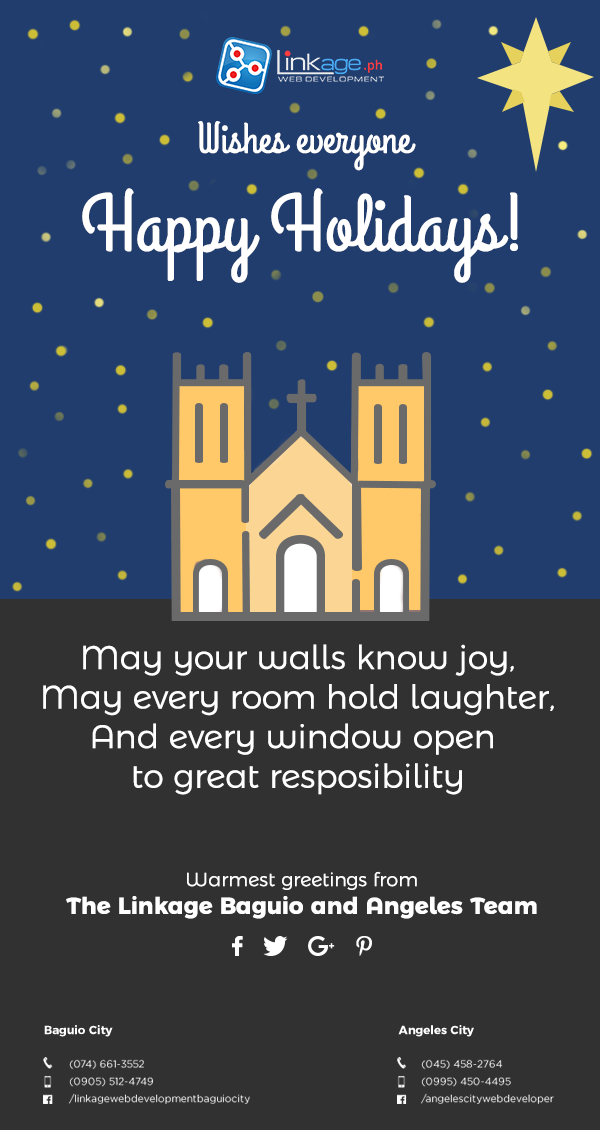 Linkage.ph
WEB DEVELOPMENT
Wishes everyone
Happy Holidays!
May your walls know joy,
May every room hold laughter,
And every window open
to great resposibility
Warmest greetings from
The Linkage Baguio and Angeles Team
Baguio City
(074) 661-3552
(0905) 512-4749
/linkagewebdevelopmentbaguiocity
Angeles City
(045) 458-2764
(0995) 450-4495
/angelescitywebdeveloper